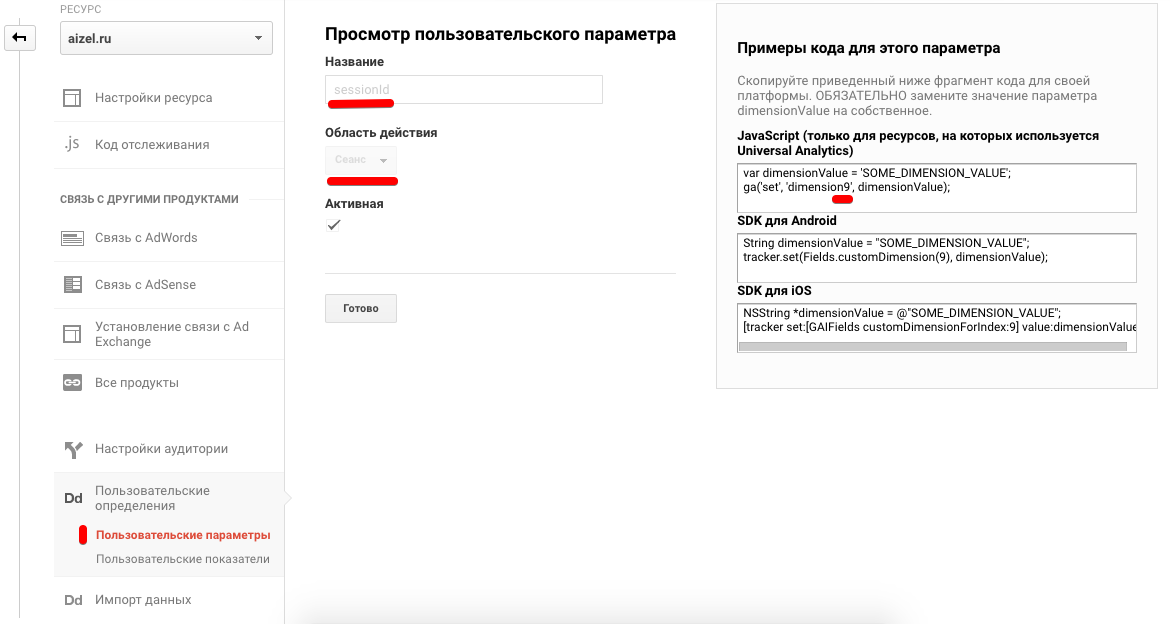 РЕСУРС
aizel.ru
Настройки ресурса
.js Код отслеживания
СВЯЗЬ С ДРУГИМИ ПРОДУКТАМИ
Связь с AdWords
Связь с AdSense
Установление связи с Ad
Exchange
Все продукты
Настройки аудитории
Dd Пользовательские
определения
Пользовательские параметры
Пользовательские показатели
Dd Импорт данных
Просмотр пользовательского параметра
Название
sessionId
Область действия
Сеанс
Активная
Готово
Примеры кода для этого параметра
Скопируйте приведенный ниже фрагмент кода для своей
платформы. ОБЯЗАТЕЛЬНО замените значение параметра
dimensionValue на собственное.
JavaScript (только для ресурсов, на которых используется
Universal Analytics)
var dimensionValue = 'SOME_DIMENSION_VALUE';
ga('set', 'dimension9', dimensionValue);
SDK для Android
String dimensionValue = "SOME_DIMENSION_VALUE";
tracker.set(Fields.customDimension(9), dimensionValue);
SDK для iOS
NSString *dimensionValue = @"SOME_DIMENSION_VALUE";
[tracker set:[GAIFields customDimensionForIndex:9] value:dimensionValue